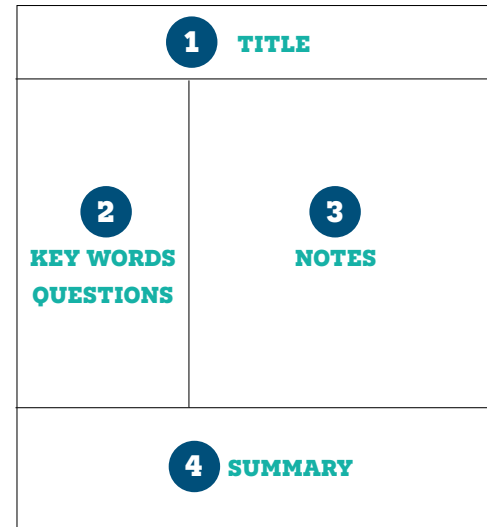 1 TITLE
2
KEY WORDS
QUESTIONS
3
NOTES
4 SUMMARY